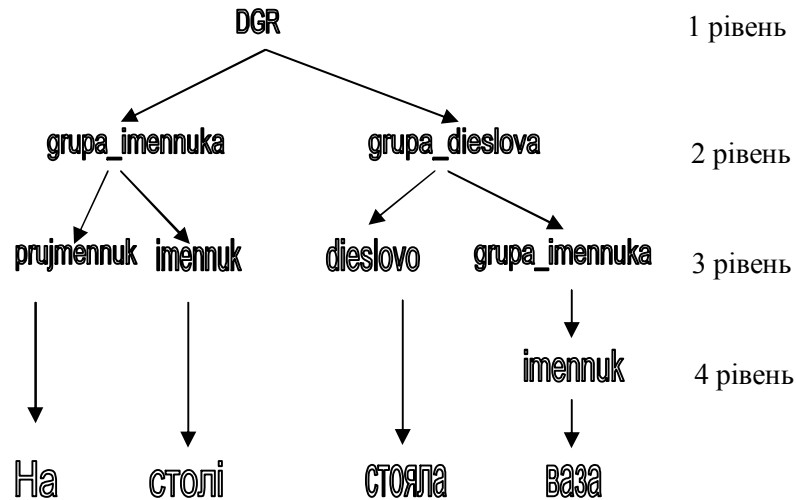 DGR 1 рівень
grupa_imennuka grupa_dieslova 2 рівень
prujmennuk imennuk dieslovo grupa_imennuka 3 рівень
imennuk 4 рівень
На столі стояла ваза